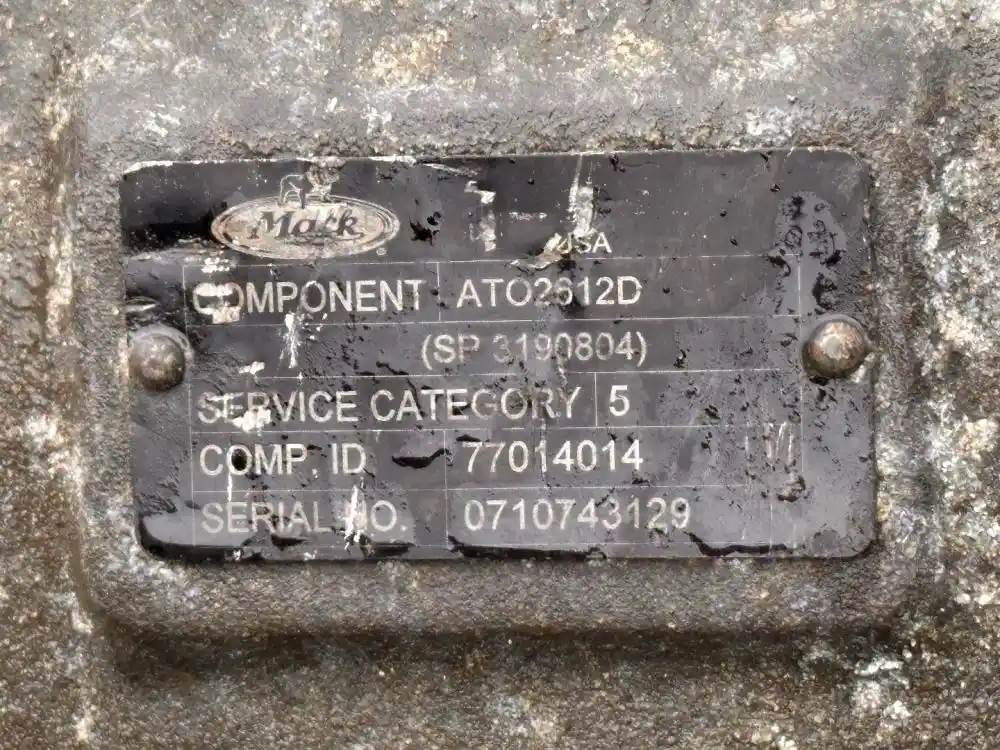 Mack
USA
COMPONENT ATO2612D
(SP 3190804)
SERVICE CATEGORY 5
COMP. ID 77014014
SERIAL NO. 0710743129